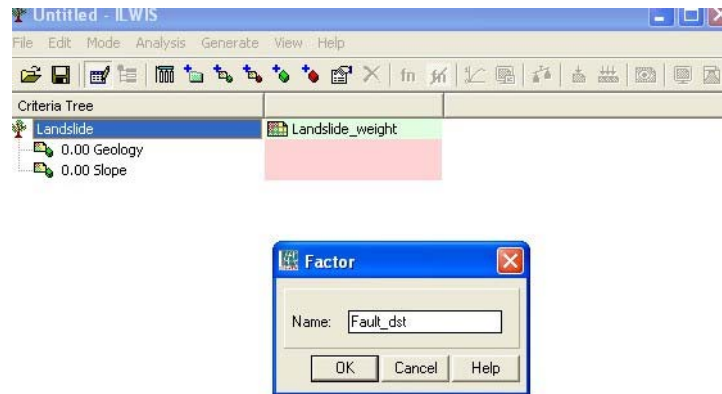 Untitled - ILWIS
File Edit Mode Analysis Generate View Help
fn
Criteria Tree
Landslide Landslide_weight
0.00 Geology
0.00 Slope
Factor
Name: Fault_dst
OK Cancel Help